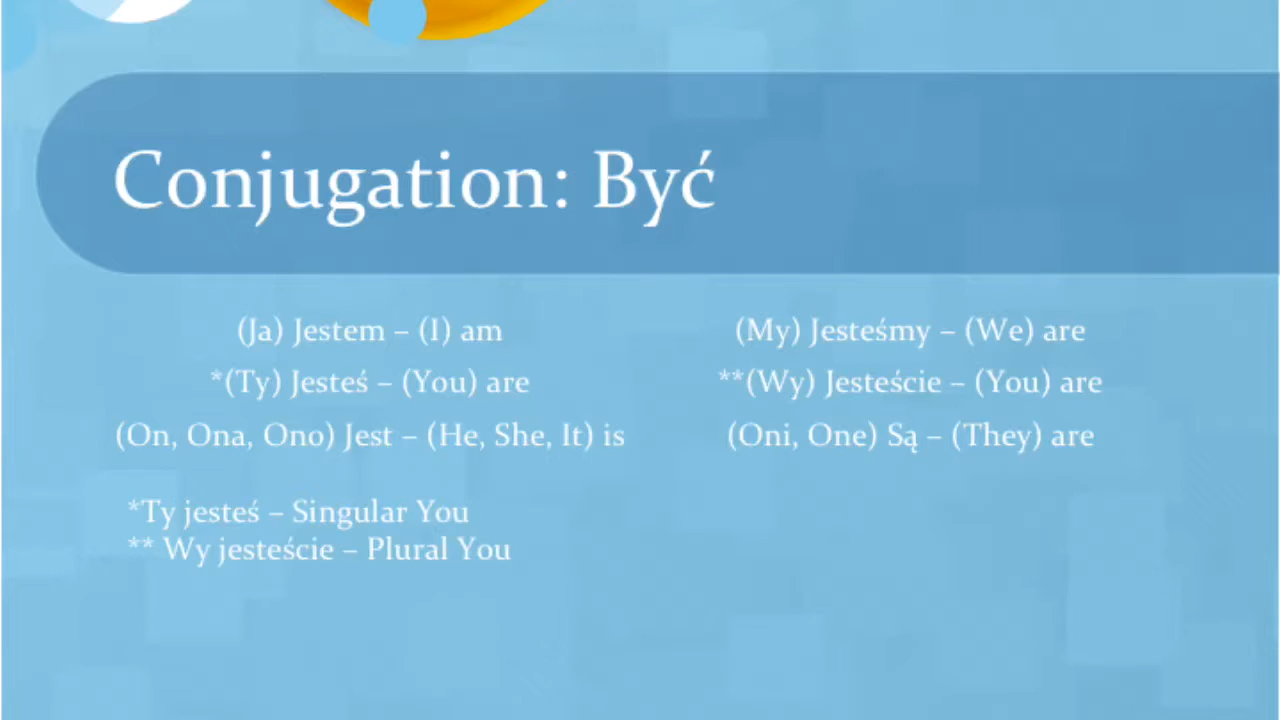 Conjugation: Być
(Ja) Jestem – (I) am
*(Ty) Jesteś – (You) are
(On, Ona, Ono) Jest – (He, She, It) is
(My) Jesteśmy – (We) are
**(Wy) Jesteście – (You) are
(Oni, One) Są – (They) are
*Ty jesteś – Singular You
** Wy jesteście – Plural You